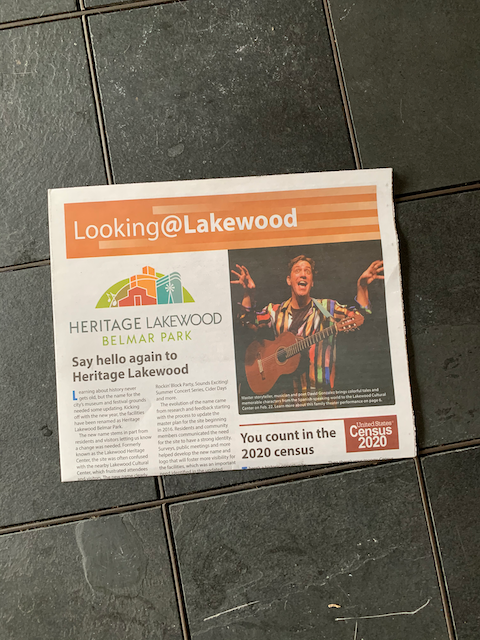 Looking@Lakewood
HERITAGE LAKEWOOD
BELMAR PARK
Say hello again to
Heritage Lakewood
Learning about history never
gets old, but the name for the
city's museum and festival grounds
needed some updating. Kicking
off with the new year, the facilities
have been renamed as Heritage
Lakewood Belmar Park.
The new name stems in part from
residents and visitors letting us know
a change was needed. Formerly
known as the Lakewood Heritage
Center, the site was often confused
with the nearby Lakewood Cultural
Center, which frustrated attendees
Rockin' Block Party, Sounds Exciting!
Summer Concert Series, Cider Days
and more.
The evolution of the name came
from research and feedback starting
with the process to update the
master plan for the site beginning
in 2016. Residents and community
members communicated the need
for the site to have a strong identity.
Surveys, public meetings and more
helped develop the new name and
logo that will foster more visibility for
the facilities, which was an important
Master storyteller, musician and poet David Gonzales brings colorful tales and
memorable characters from the Spanish-speaking world to the Lakewood Cultural
Center on Feb. 22. Learn more about this family theater performance on page 6.
You count in the
2020 census
United States
Census
2020